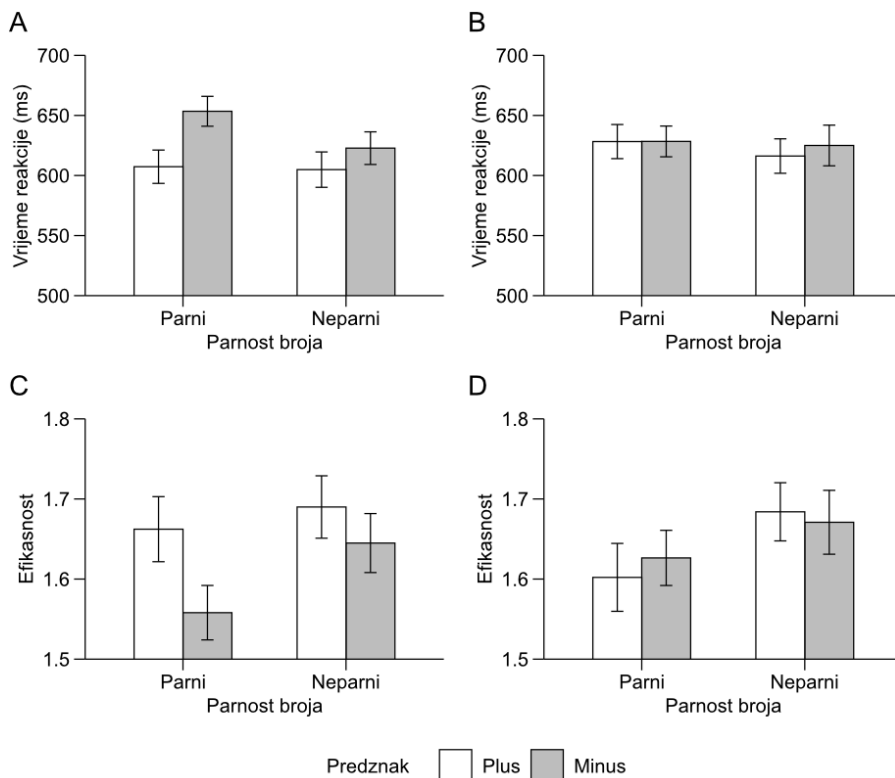 A
Vrijeme reakcije (ms)
700
650
600
550
500
Parni
Neparni
Parnost broja
B
Vrijeme reakcije (ms)
700
650
600
550
500
Parni
Neparni
Parnost broja
C
Efikasnost
1.8
1.7
1.6
1.5
Parni
Neparni
Parnost broja
D
Efikasnost
1.8
1.7
1.6
1.5
Parni
Neparni
Parnost broja
Predznak Plus Minus